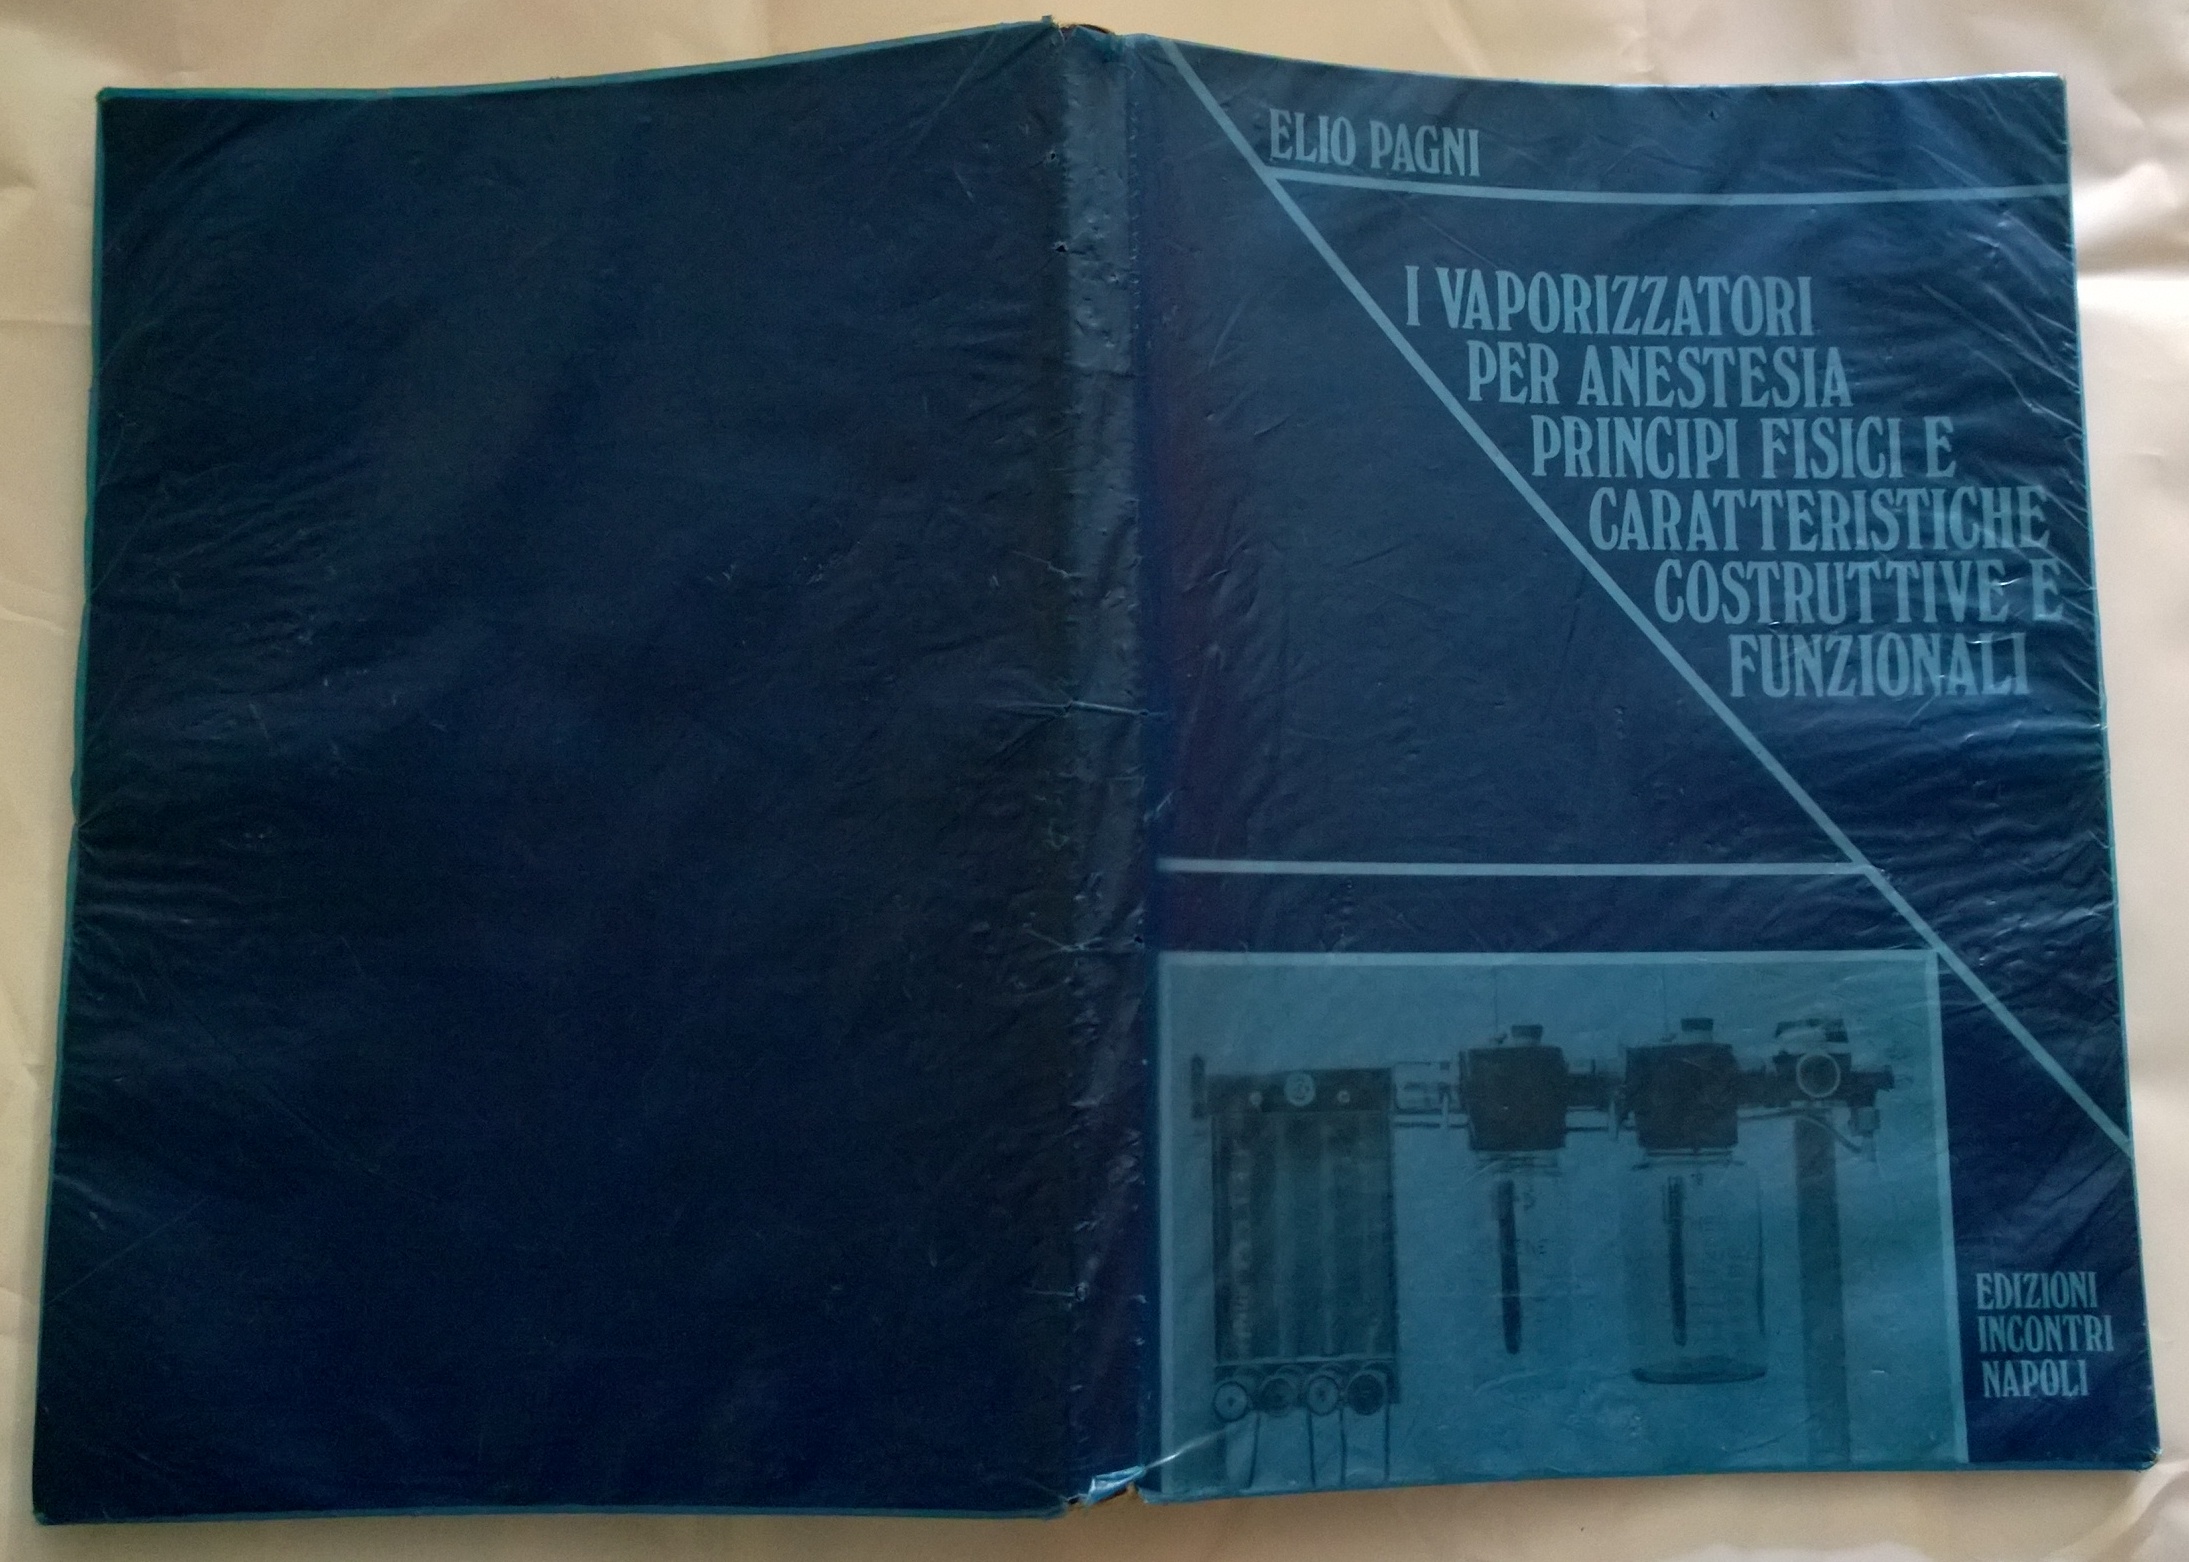 ELIO PAGNI
I VAPORIZZATORI
PER ANESTESIA
PRINCIPI FISICI E
CARATTERISTICHE
COSTRUTTIVE E
FUNZIONALI
EDIZIONI
INCONTRI
NAPOLI